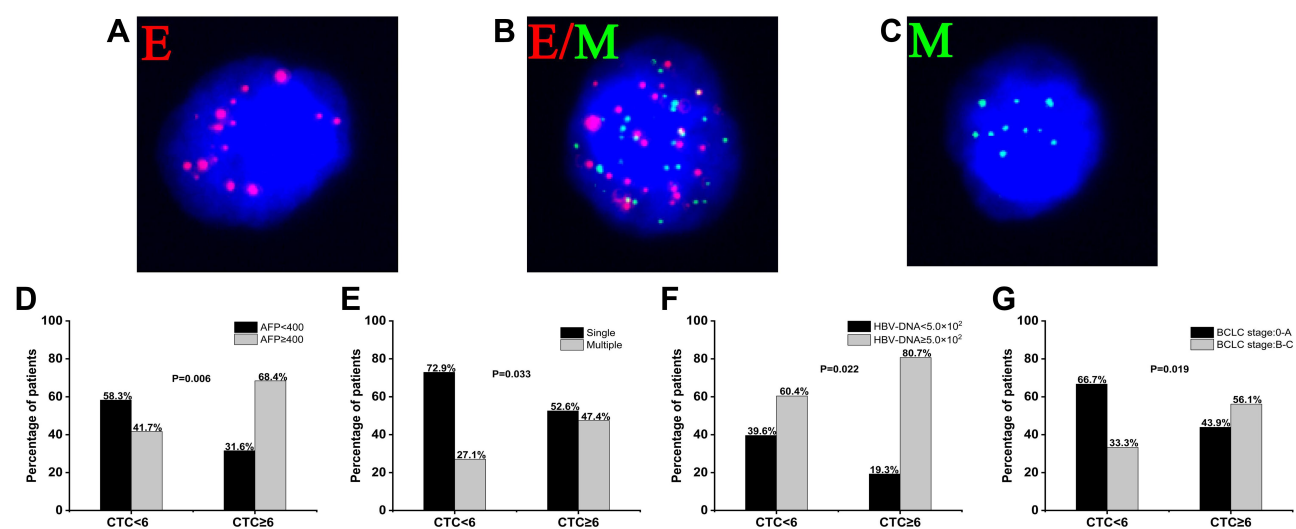 A
E
B
E/M
C
M
D
Percentage of patients
100
80
60
40
20
0
AFP<400
AFP≥400
P=0.006
58.3%
41.7%
31.6%
68.4%
CTC<6
CTC≥6
E
Percentage of patients
100
80
60
40
20
0
Single
Multiple
P=0.033
72.9%
27.1%
52.6%
47.4%
CTC<6
CTC≥6
F
Percentage of patients
100
80
60
40
20
0
HBV-DNA<5.0×10²
HBV-DNA≥5.0×10²
P=0.022
39.6%
60.4%
19.3%
80.7%
CTC<6
CTC≥6
G
Percentage of patients
100
80
60
40
20
0
BCLC stage:0-A
BCLC stage:B-C
P=0.019
66.7%
33.3%
43.9%
56.1%
CTC<6
CTC≥6